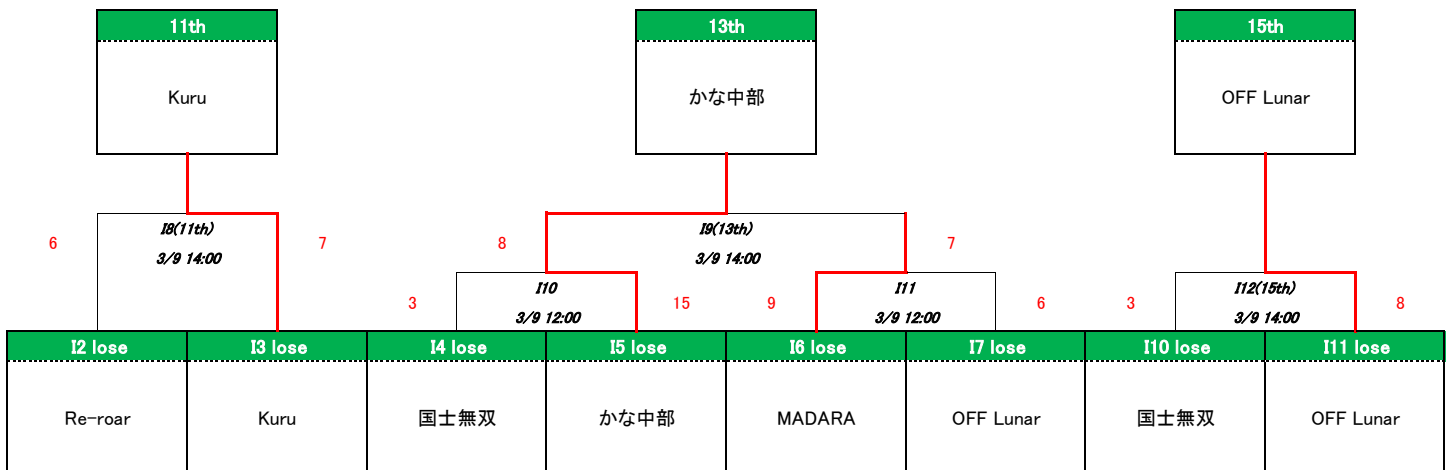 11th
13th
15th
Kuru
かな中部
OFF Lunar
I8(11th)
I9(13th)
6
7
8
7
3/9 14:00
3/9 14:00
I10
I11
I12(15th)
3
15
9
6
3
8
3/9 12:00
3/9 12:00
3/9 14:00
I2 lose
I3 lose
I4 lose
I5 lose
I6 lose
I7 lose
I10 lose
I11 lose
Re-roar
Kuru
国士無双
かな中部
MADARA
OFF Lunar
国士無双
OFF Lunar